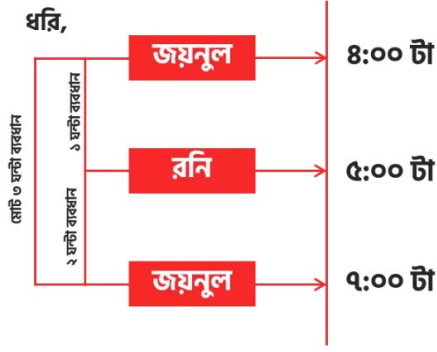 ধরি,
জয়নুল
৪:০০ টা
১ ঘন্টা ব্যবধান
মোট ৩ ঘন্টা ব্যবধান
রনি
৫:০০ টা
২ ঘন্টা ব্যবধান
জয়নুল
৭:০০ টা